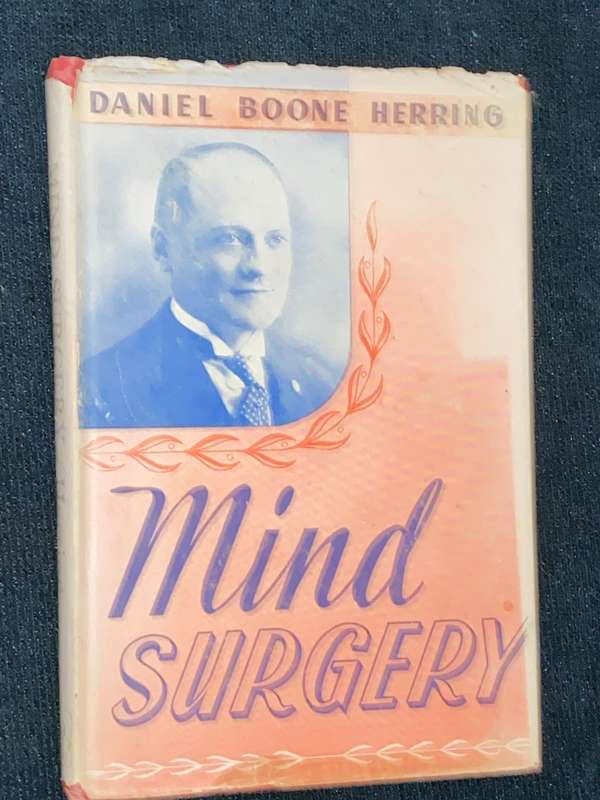 DANIEL BOONE HERRING
Mind
SURGERY